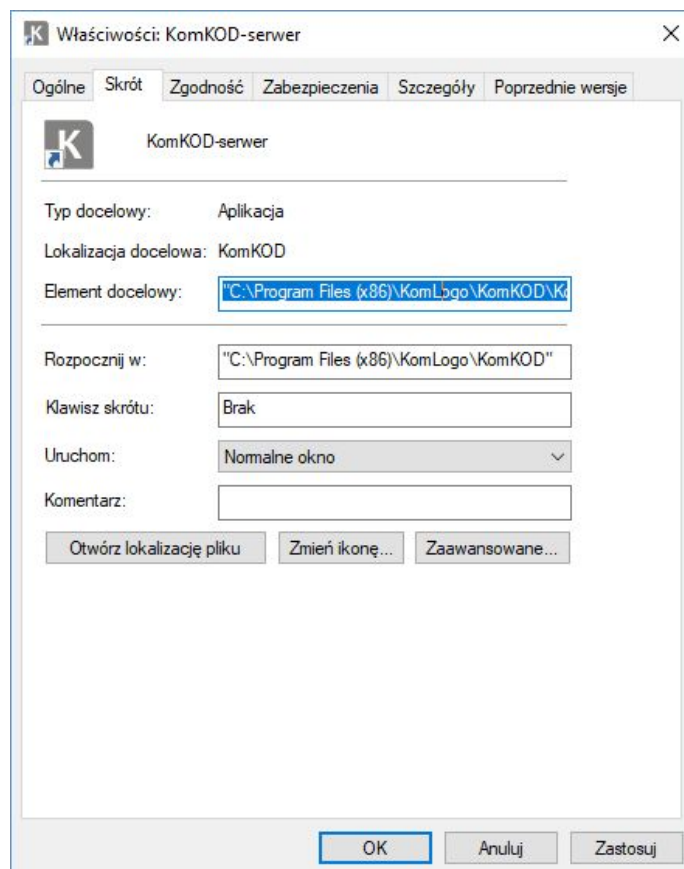 Właściwości: KomKOD-serwer
Ogólne Skrót Zgodność Zabezpieczenia Szczegóły Poprzednie wersje
K KomKOD-serwer
Typ docelowy: Aplikacja
Lokalizacja docelowa: KomKOD
Element docelowy: "C:\Program Files (x86)\KomLogo\KomKOD\Ko
Rozpocznij w: "C:\Program Files (x86)\KomLogo\KomKOD"
Klawisz skrótu: Brak
Uruchom: Normalne okno
Komentarz:
Otwórz lokalizację pliku Zmień ikonę... Zaawansowane...
OK Anuluj Zastosuj